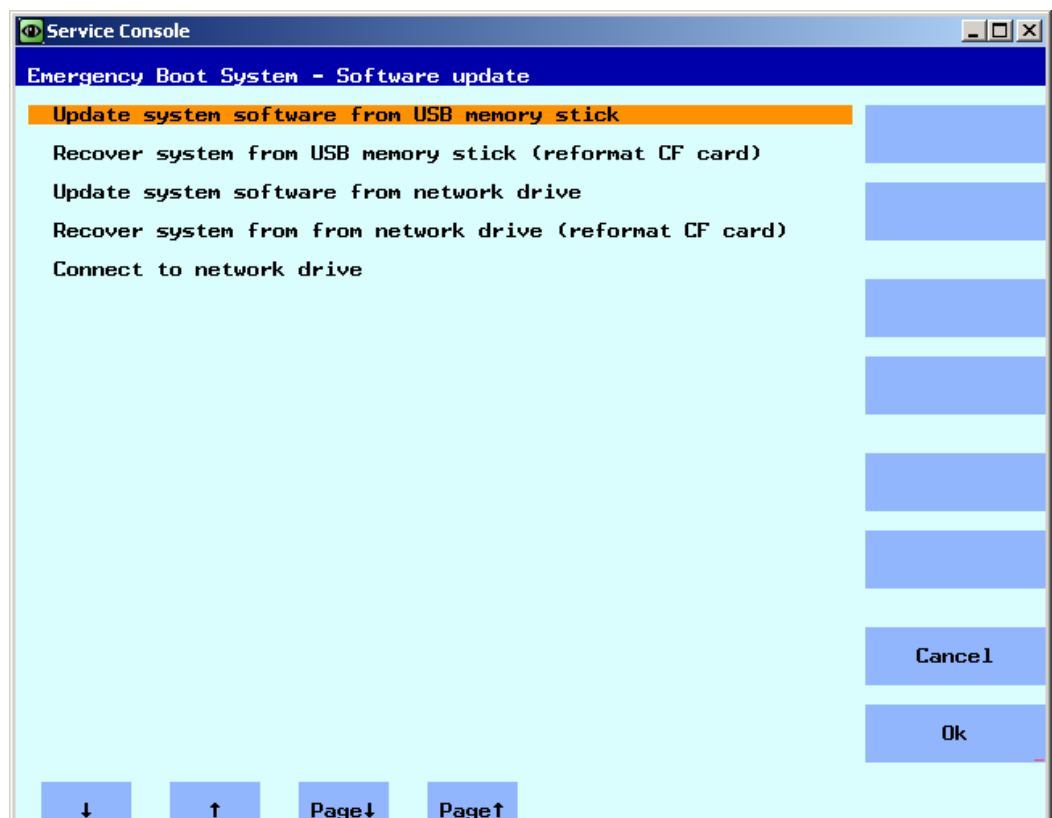 Service Console
Emergency Boot System - Software update
Update system software from USB memory stick
Recover system from USB memory stick (reformat CF card)
Update system software from network drive
Recover system from from network drive (reformat CF card)
Connect to network drive
Cancel
Ok
↓ ↑ Page↓ Page↑